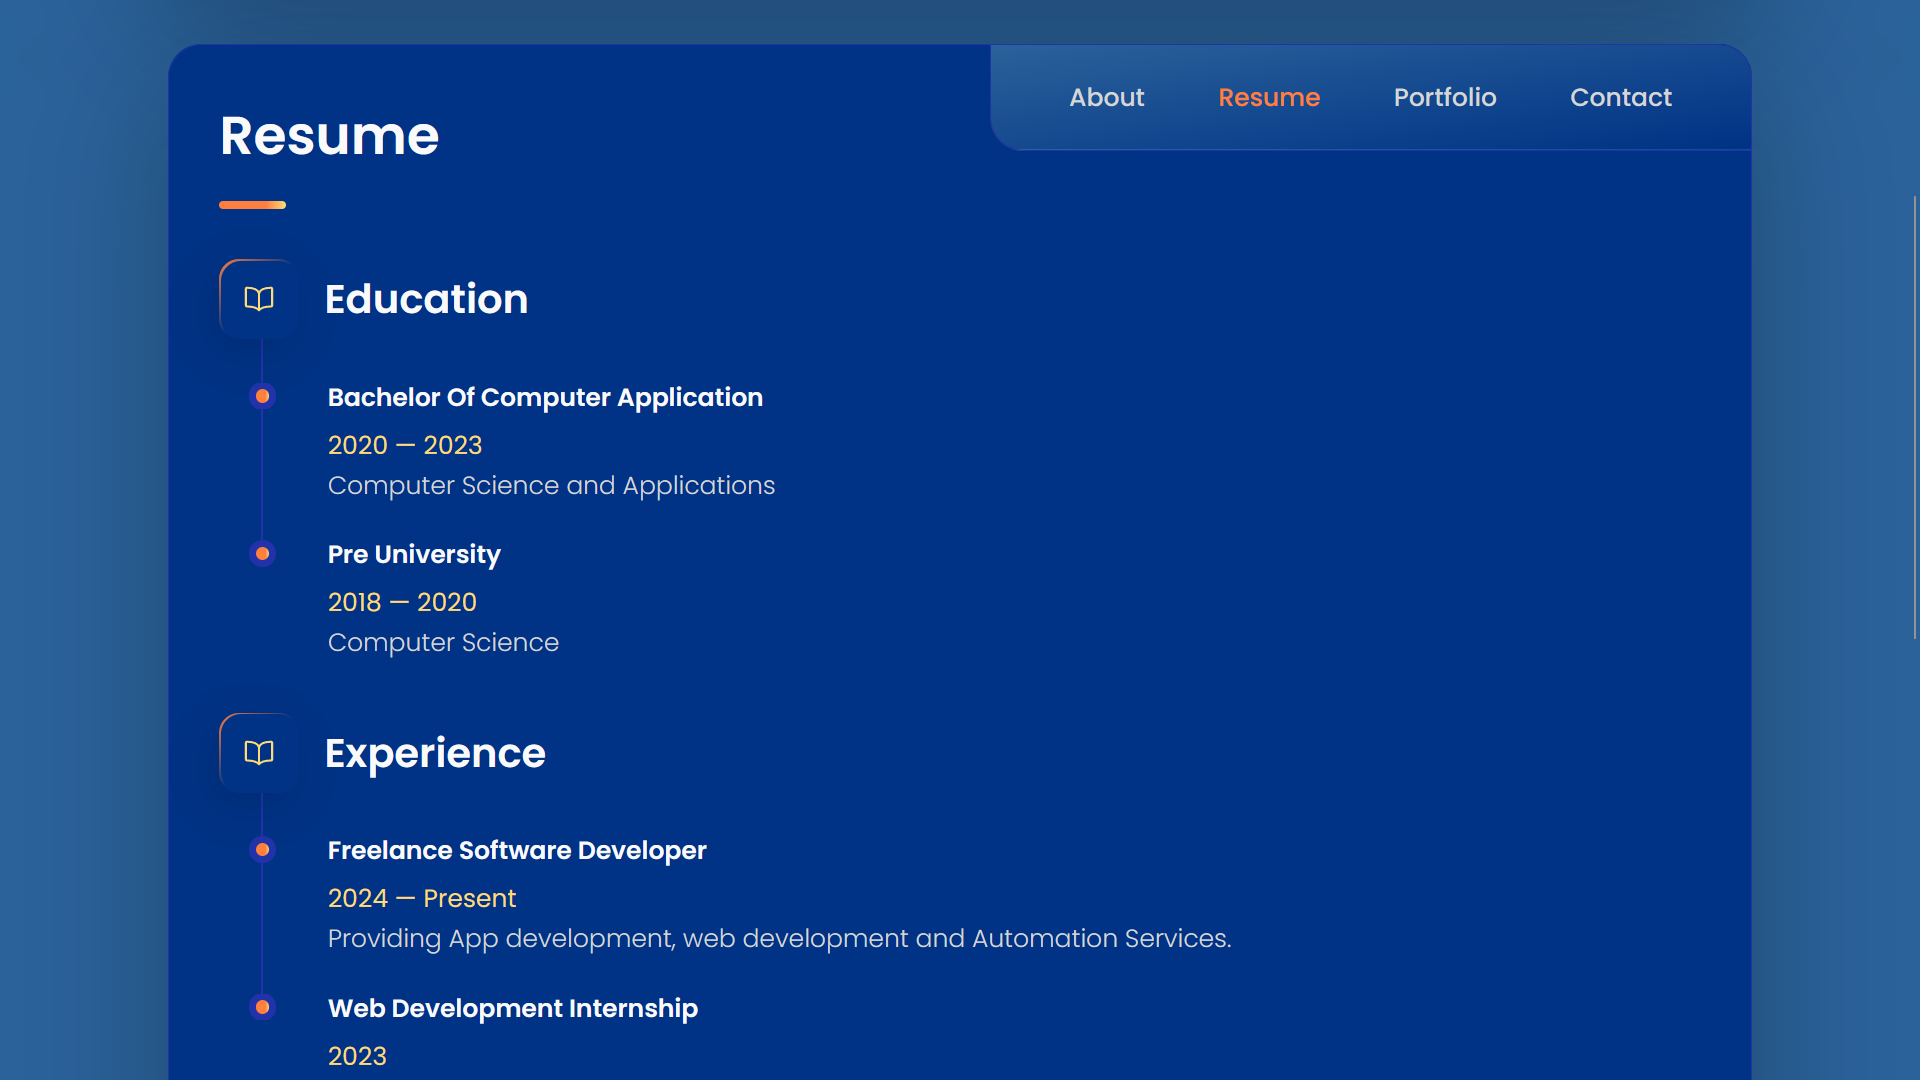 About Resume Portfolio Contact
Resume
Education
Bachelor Of Computer Application
2020 — 2023
Computer Science and Applications
Pre University
2018 — 2020
Computer Science
Experience
Freelance Software Developer
2024 — Present
Providing App development, web development and Automation Services.
Web Development Internship
2023